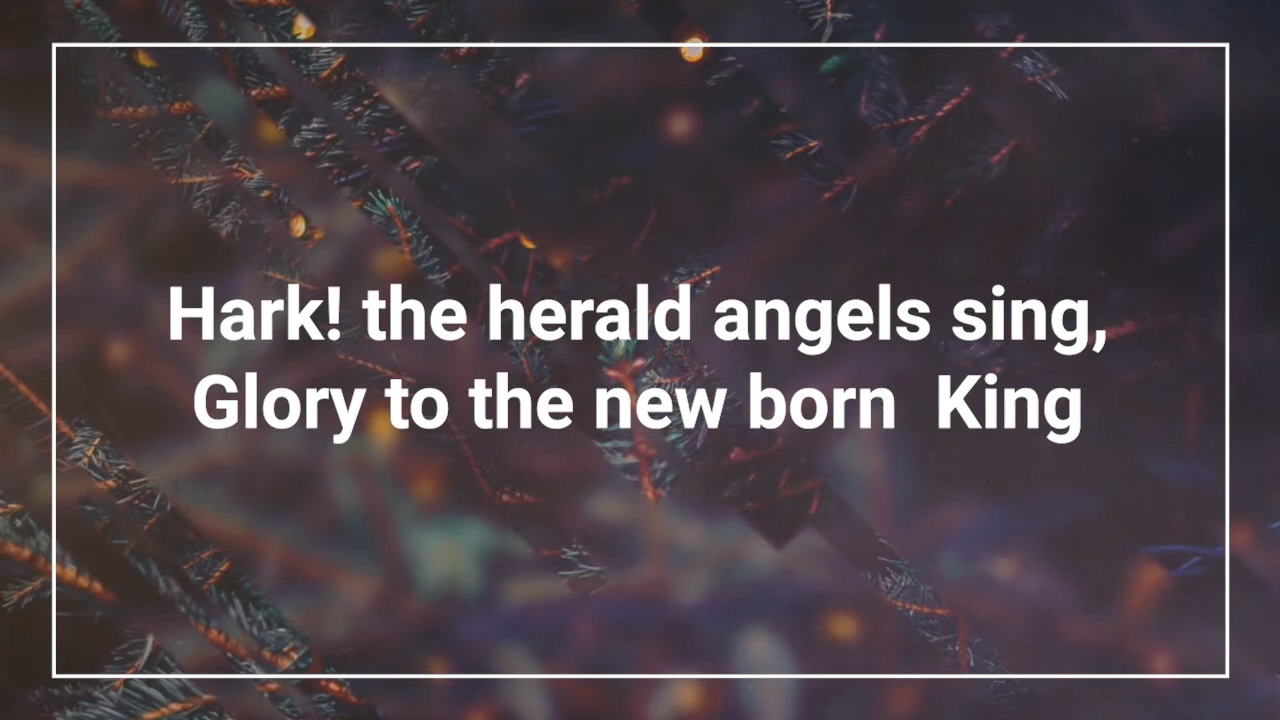 Hark! the herald angels sing,
Glory to the new born  King